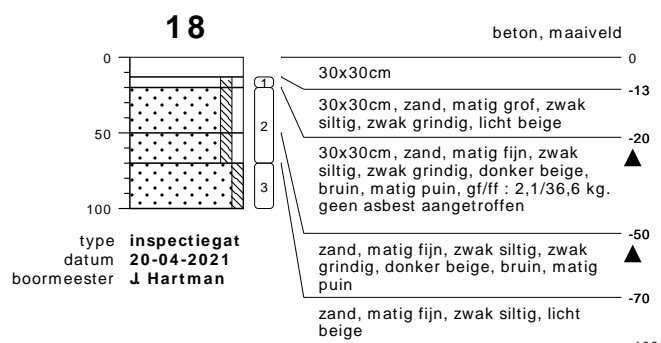 18
beton, maaiveld
0
0
30x30cm
-13
1
30x30cm, zand, matig grof, zwak
siltig, zwak grindig, licht beige
-20
50
2
30x30cm, zand, matig fijn, zwak
siltig, zwak grindig, donker beige,
bruin, matig puin, gf/ff : 2,1/36,6 kg.
geen asbest aangetroffen
3
100
-50
type inspectiegat
datum 20-04-2021
boormeester J. Hartman
zand, matig fijn, zwak siltig, zwak
grindig, donker beige, bruin, matig
puin
-70
zand, matig fijn, zwak siltig, licht
beige